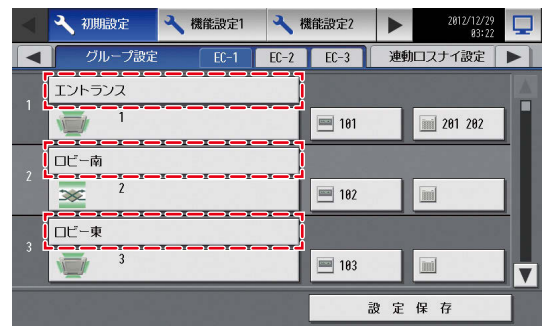 初期設定 機能設定1 機能設定2 2012/12/29
03:22
グループ設定 EC-1 EC-2 EC-3 連動ロスナイ設定
エントランス
1 1 101 201 202
ロビー南
2 2 102
ロビー東
3 3 103
設定保存